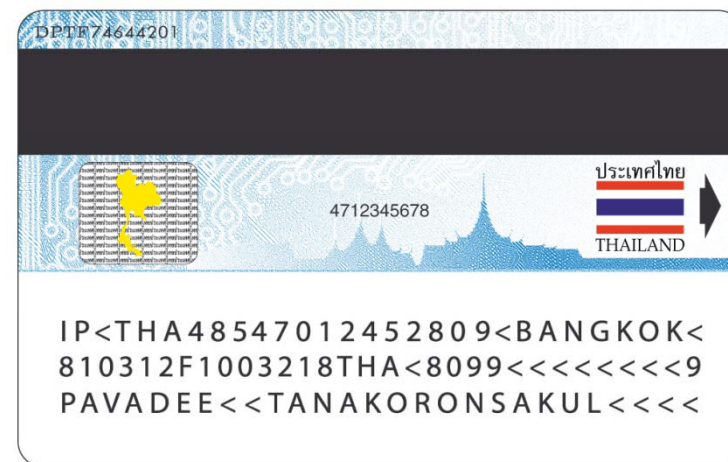 DPTF74644201
ประเทศไทย
4712345678
THAILAND
IP<THA48547012452809<BANGKOK<
810312F1003218THA<8099<<<<<<<<9
PAVADEE<<TANAKORONSAKUL<<<<